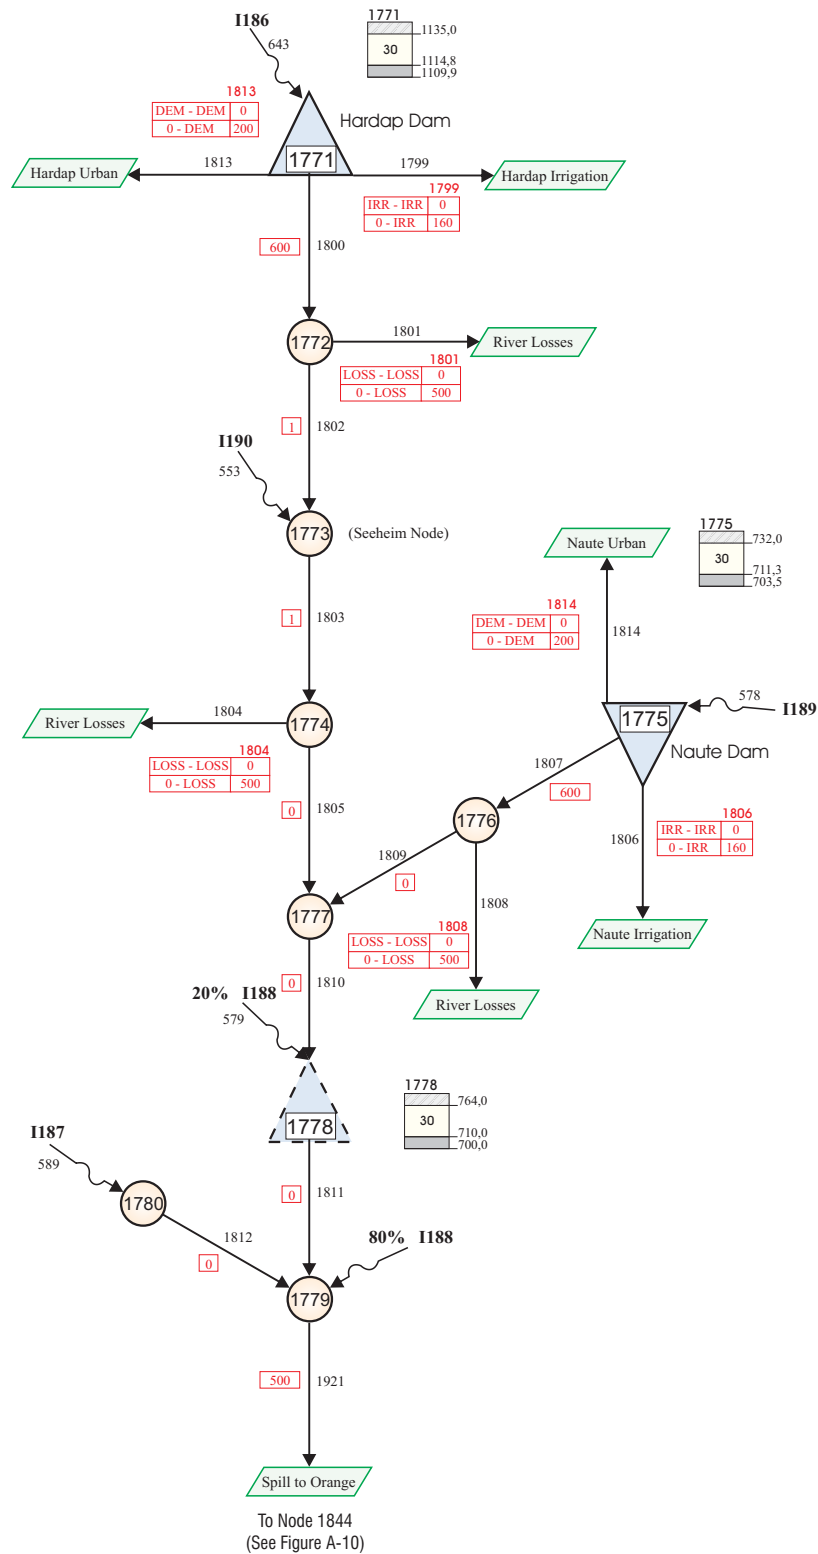 I186
643
1771
1135,0
30
1114,8
1109,9
1813
DEM - DEM 0
0 - DEM 200
Hardap Dam
1771
Hardap Urban
1813
1799
Hardap Irrigation
1799
IRR - IRR 0
0 - IRR 160
600
1800
1772
1801
River Losses
1801
LOSS - LOSS 0
0 - LOSS 500
1
1802
I190
553
1773
(Seeheim Node)
1775
732,0
30
711,3
703,5
Naute Urban
1814
DEM - DEM 0
0 - DEM 200
1814
1
1803
1775
578
I189
Naute Dam
River Losses
1804
1774
1804
LOSS - LOSS 0
0 - LOSS 500
1807
600
0
1805
1776
1806
IRR - IRR 0
0 - IRR 160
1806
1809
0
1808
1777
1808
LOSS - LOSS 0
0 - LOSS 500
Naute Irrigation
0
1810
20% I188
579
River Losses
1778
764,0
30
710,0
700,0
1778
I187
589
0
1811
1780
1812
0
80% I188
1779
500
1921
Spill to Orange
To Node 1844
(See Figure A-10)